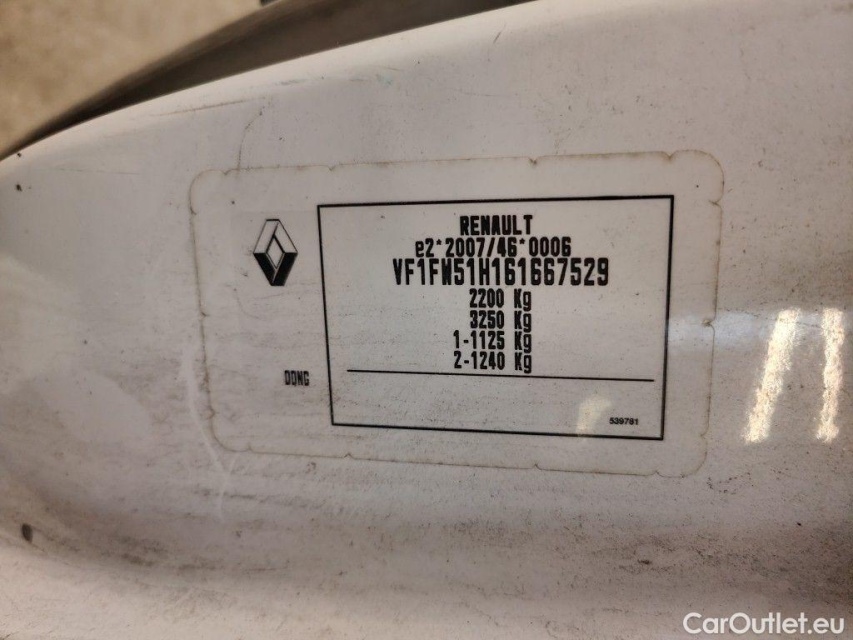 RENAULT
e2*2007/46*0006
VF1FW51H161667529
2200 Kg
3250 Kg
1-1125 Kg
2-1240 Kg
DDNG
539781
CarOutlet.eu